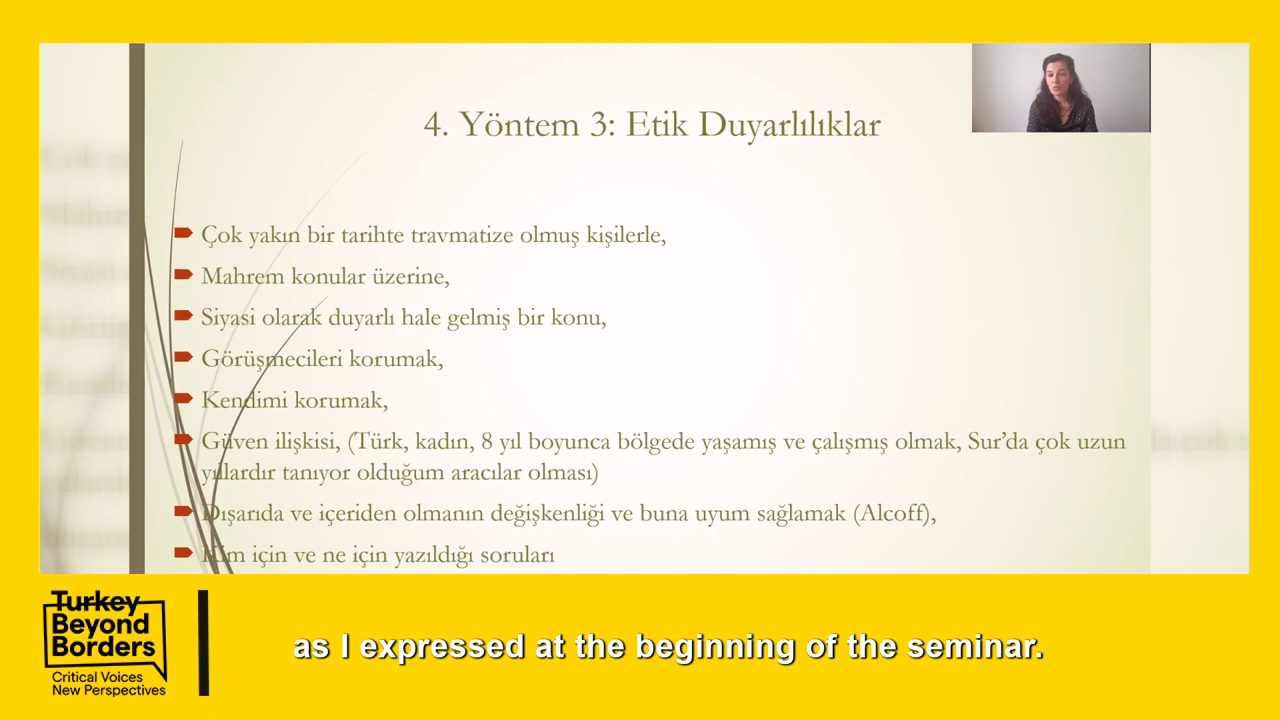 4. Yöntem 3: Etik Duyarlılıklar
Çok yakın bir tarihte travmatize olmuş kişilerle,
Mahrem konular üzerine,
Siyasi olarak duyarlı hale gelmiş bir konu,
Görüşmecileri korumak,
Kendimi korumak,
Güven ilişkisi, (Türk, kadın, 8 yıl boyunca bölgede yaşamış ve çalışmış olmak, Sur’da çok uzun
yıllardır tanıyor olduğum aracılar olması)
Dışarıda ve içeriden olmanın değişkenliği ve buna uyum sağlamak (Alcoff),
Kim için ve ne için yazıldığı soruları
Turkey
Beyond
Borders
Critical Voices
New Perspectives
as I expressed at the beginning of the seminar.